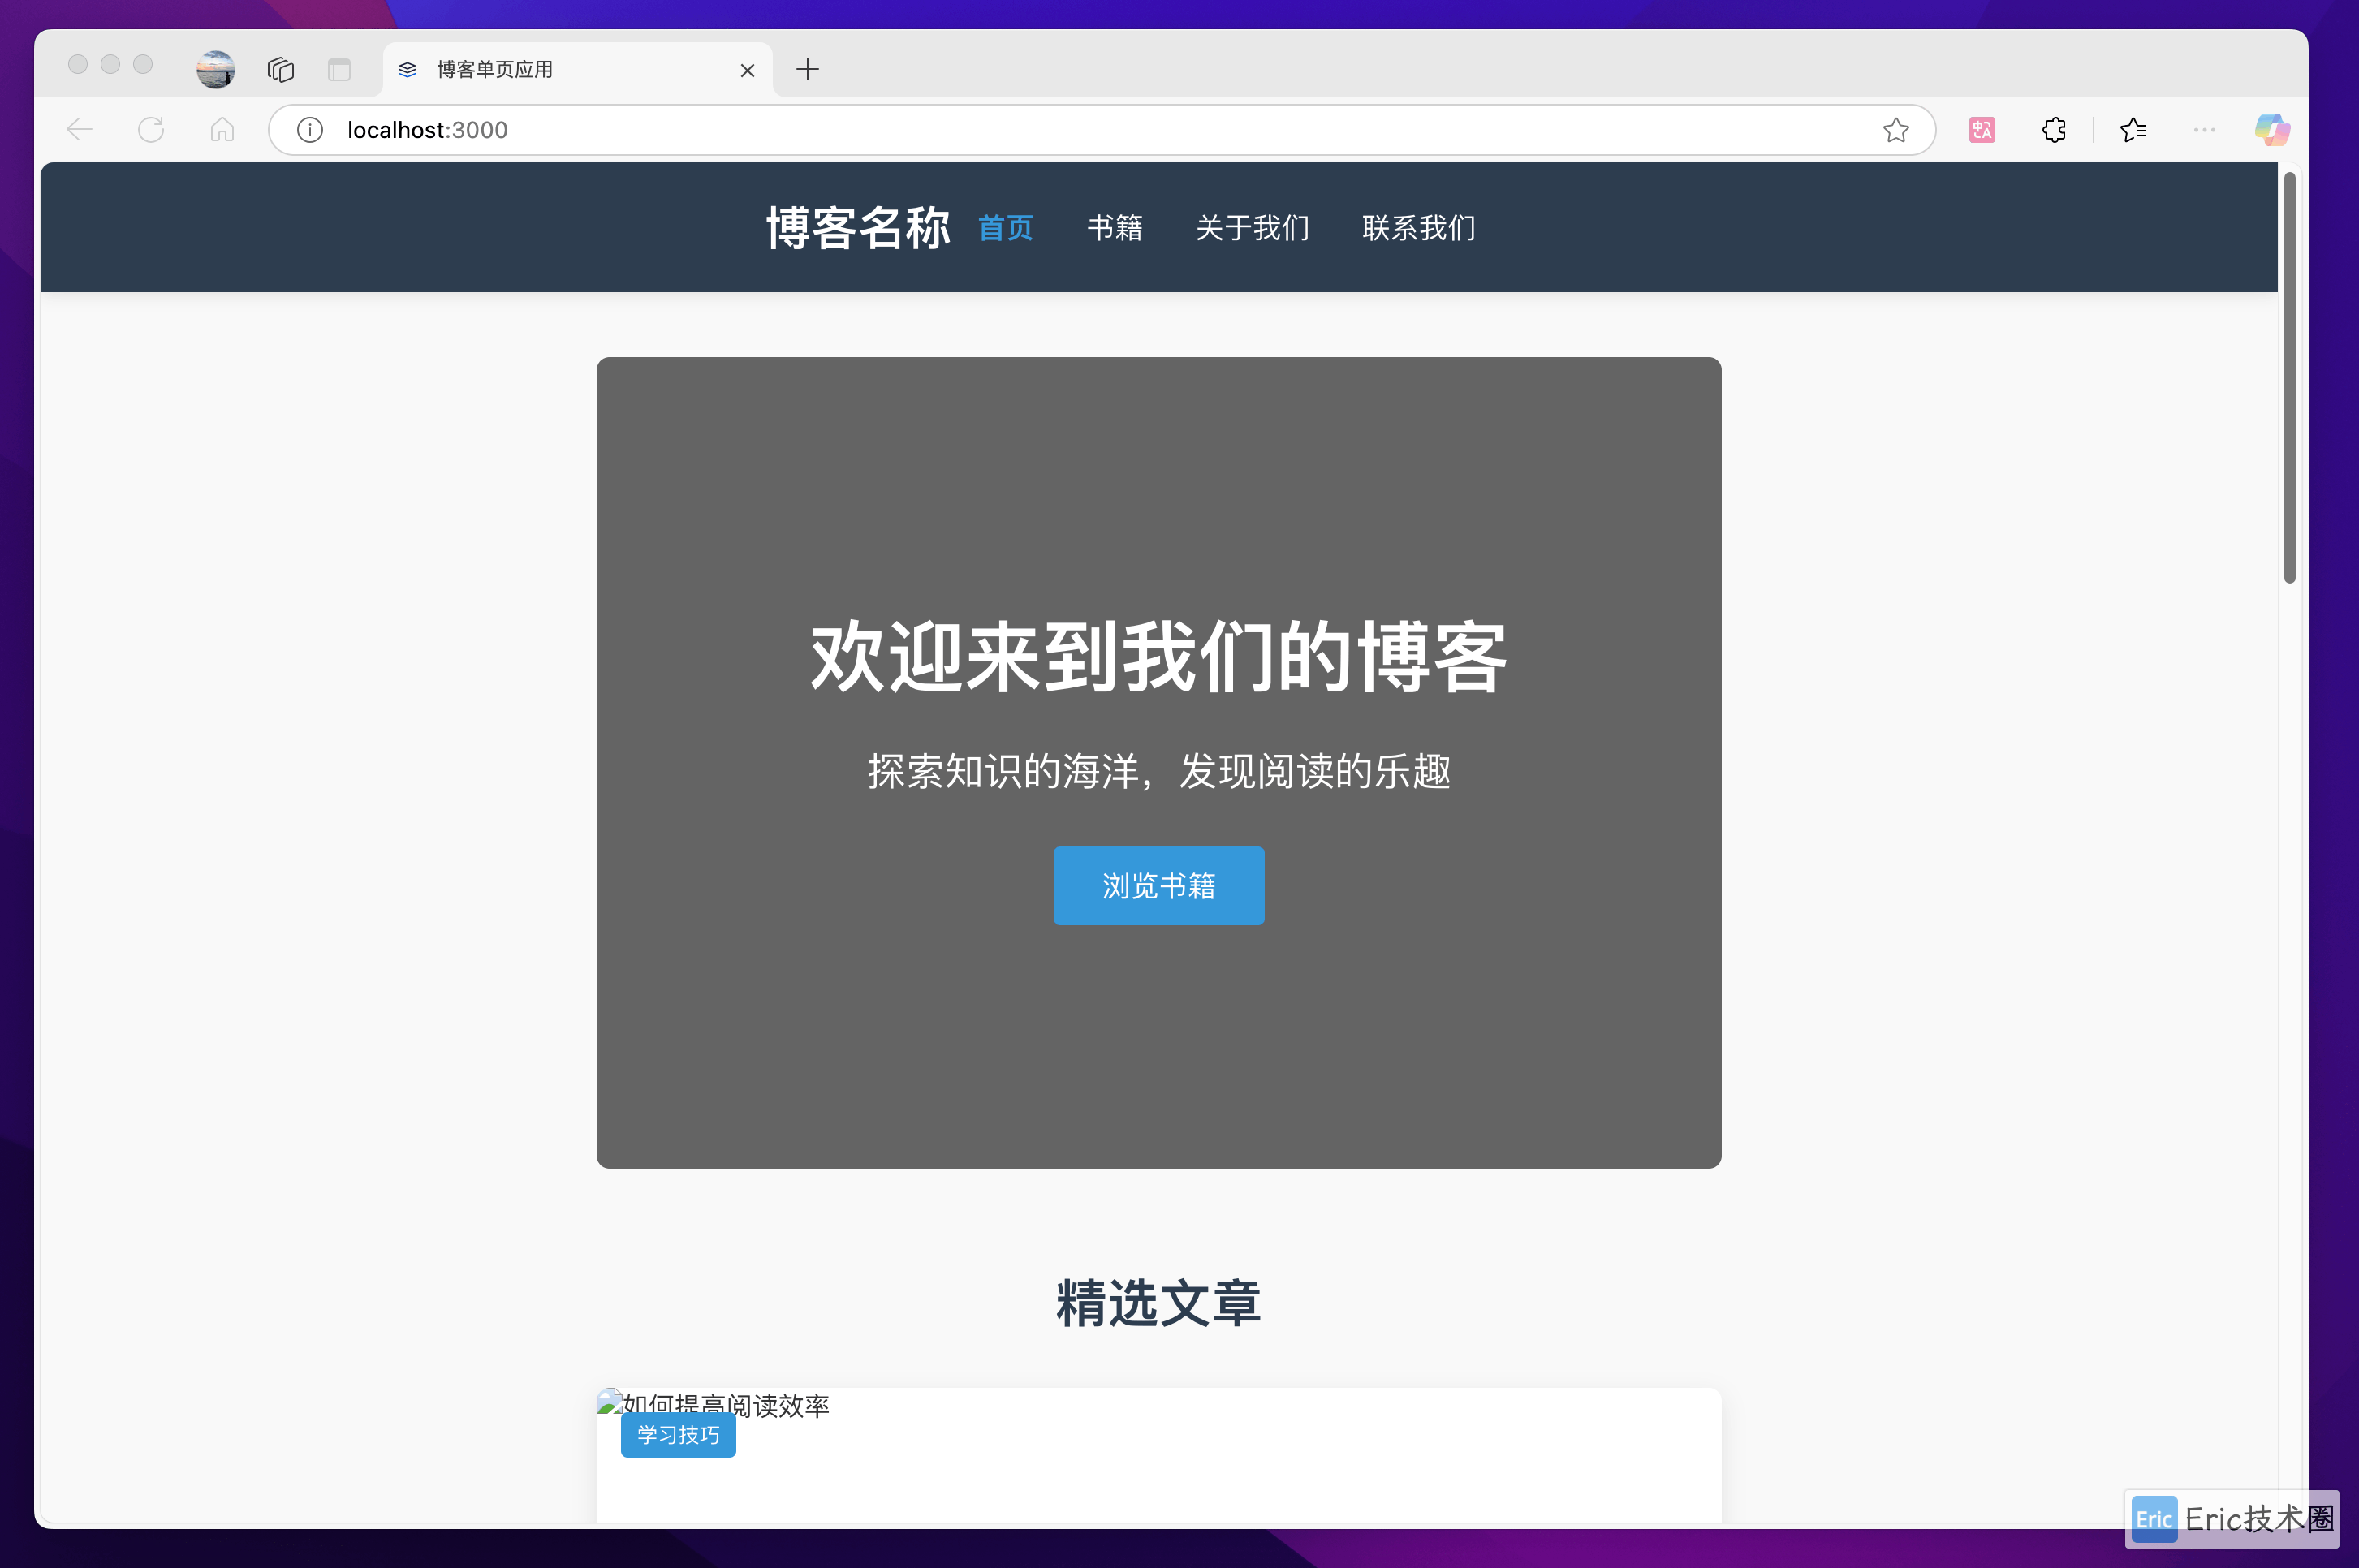 博客单页应用
localhost:3000
博客名称 首页 书籍 关于我们 联系我们
欢迎来到我们的博客
探索知识的海洋，发现阅读的乐趣
浏览书籍
精选文章
如何提高阅读效率
学习技巧
Eric Eric技术圈